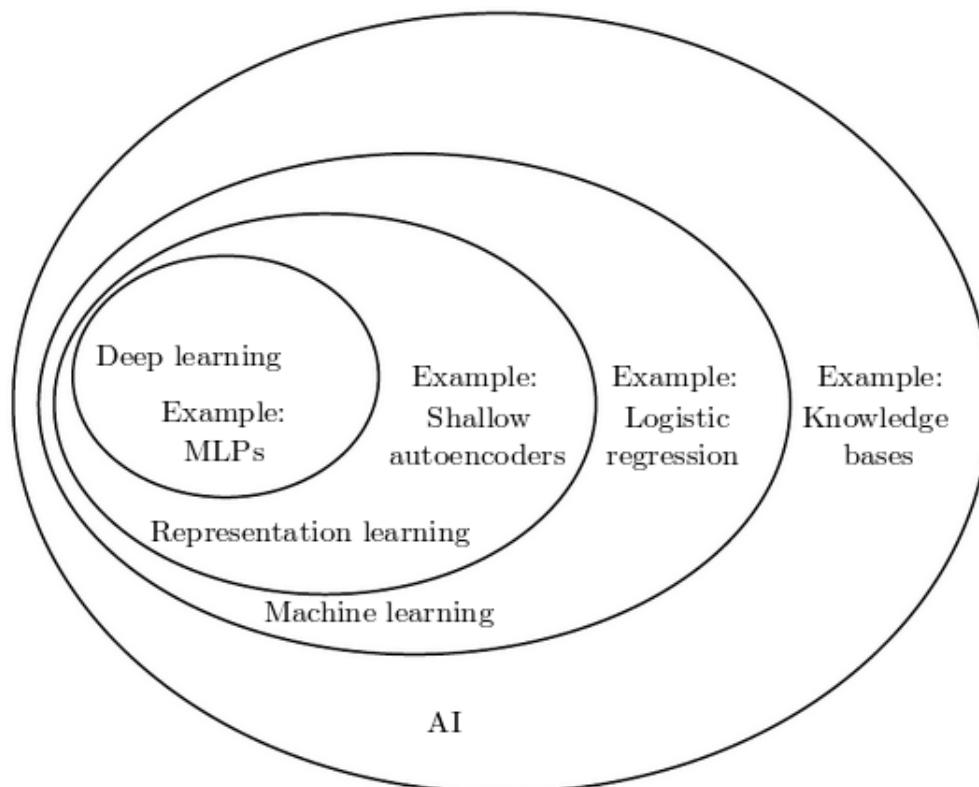 Deep learning
Example:
MLPs
Example:
Shallow
autoencoders
Example:
Logistic
regression
Example:
Knowledge
bases
Representation learning
Machine learning
AI